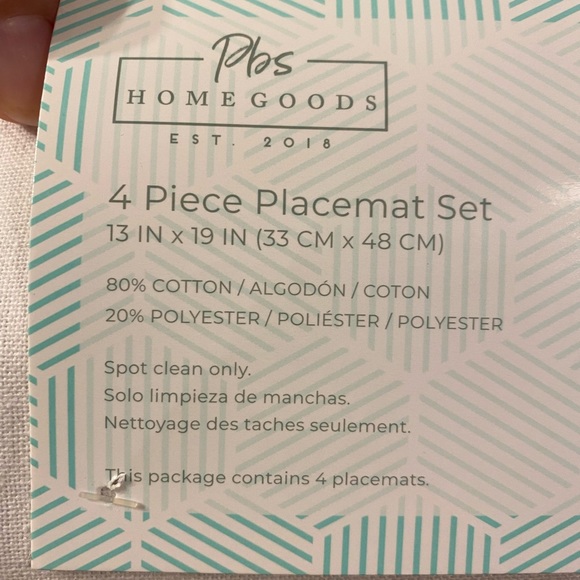 Pbs
HOMEGOODS
EST. 2018
4 Piece Placemat Set
13 IN x 19 IN (33 CM x 48 CM)
80% COTTON / ALGODÓN / COTON
20% POLYESTER / POLIÉSTER / POLYESTER
Spot clean only.
Solo limpieza de manchas.
Nettoyage des taches seulement.
This package contains 4 placemats.